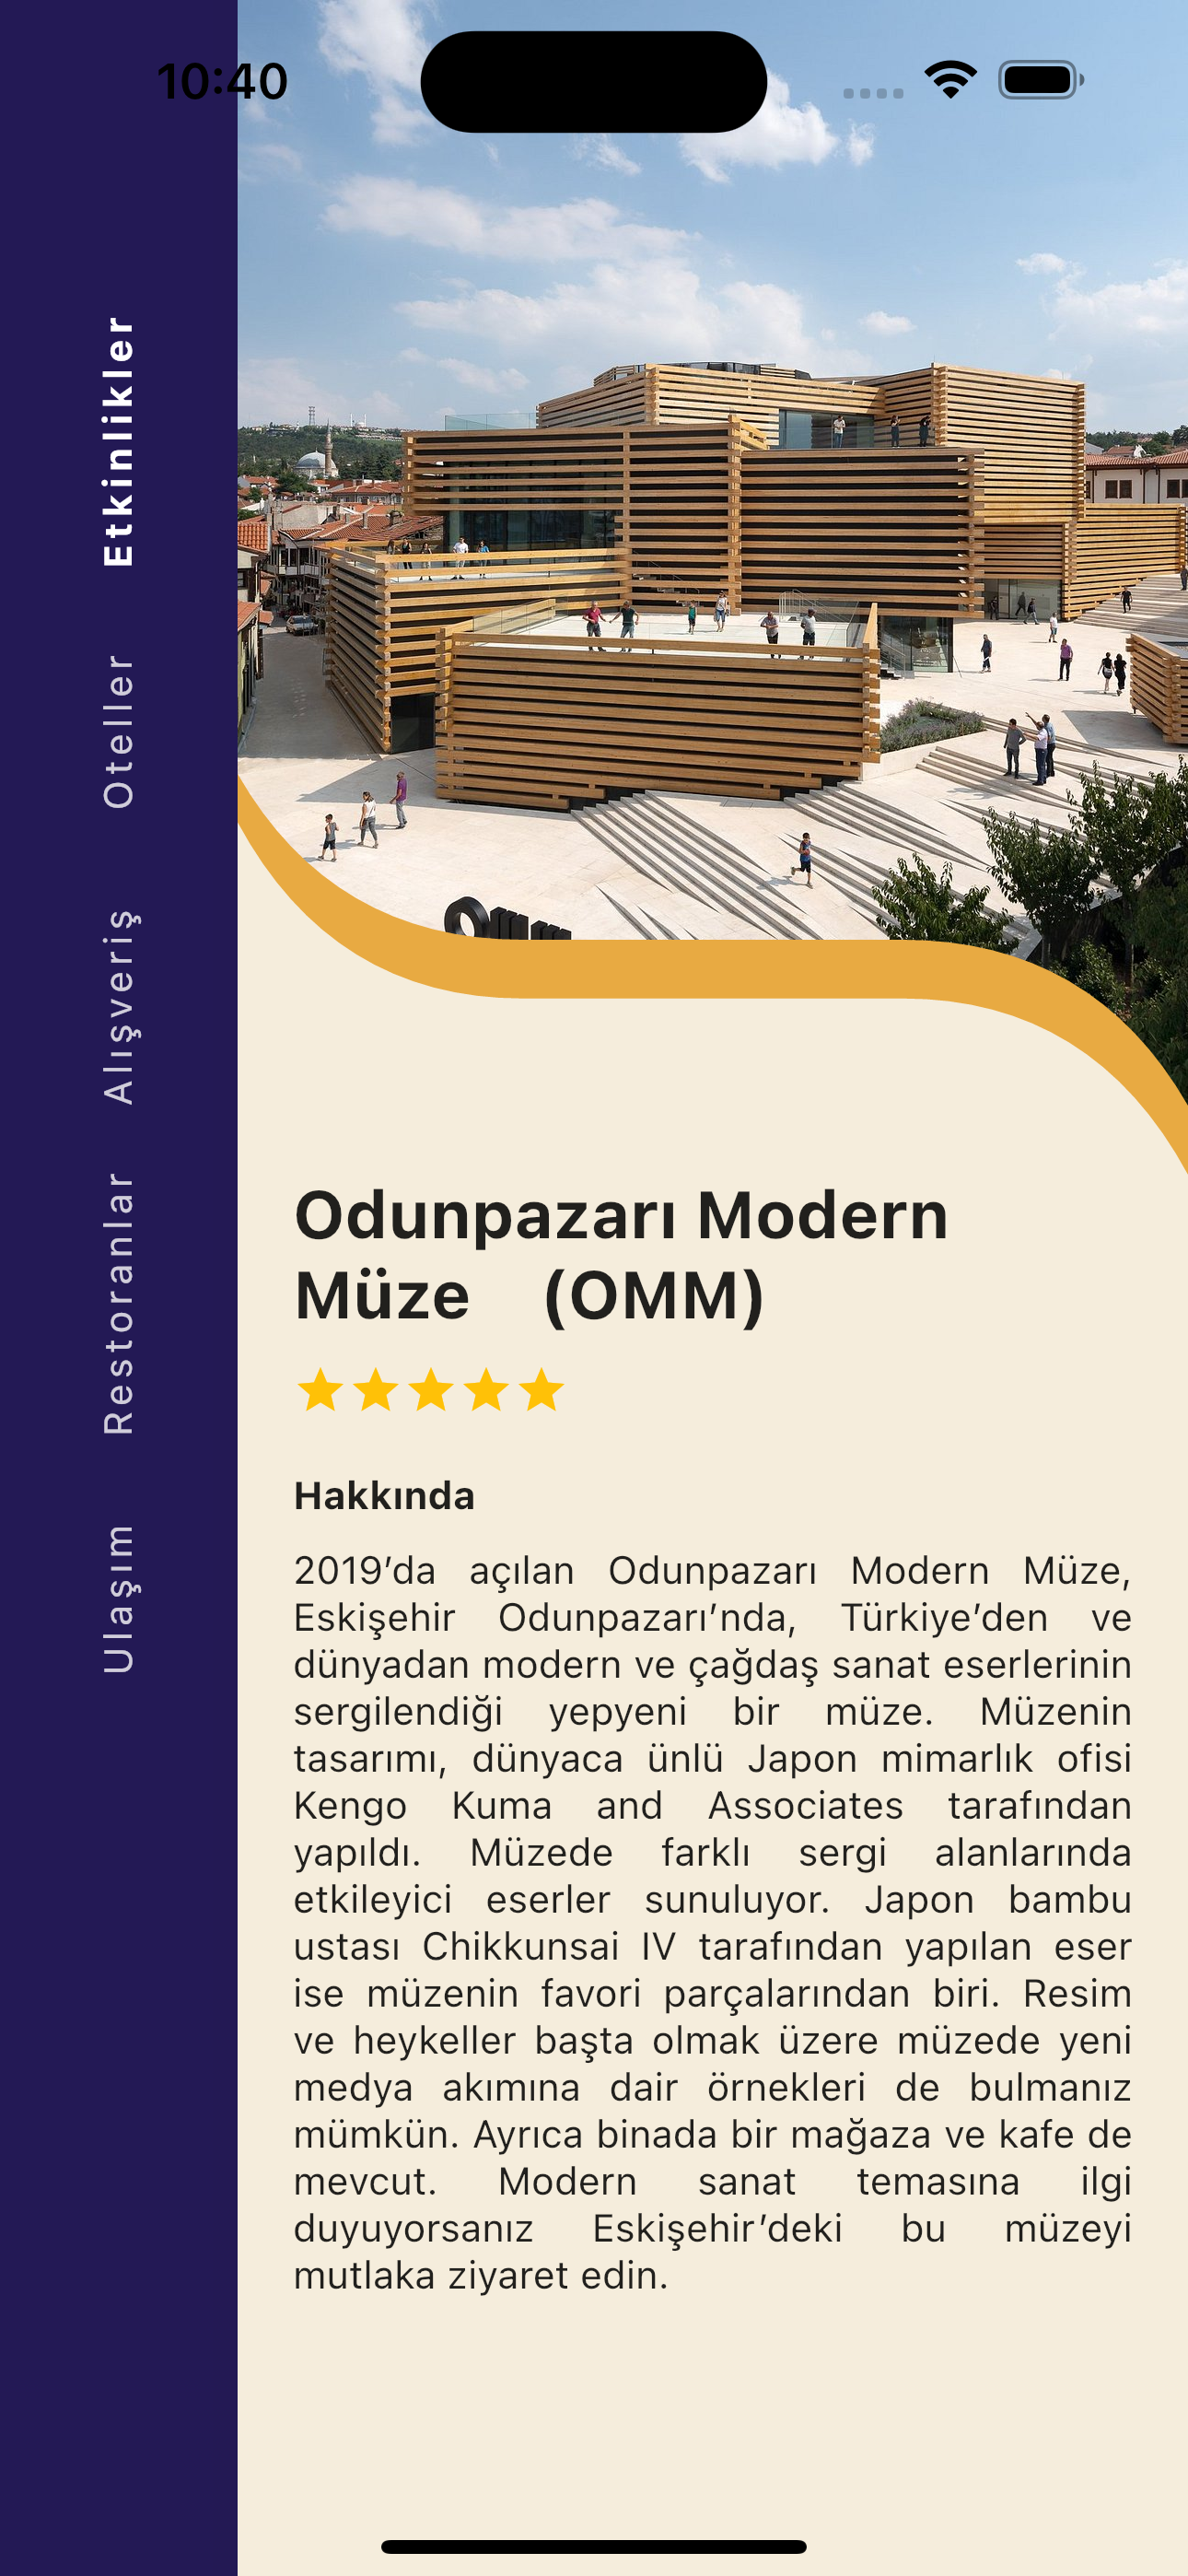 10:40
Etkinlikler
Oteller
Alışveriş
Restoranlar
Ulaşım
Odunpazarı Modern
Müze (OMM)
Hakkında
2019’da açılan Odunpazarı Modern Müze,
Eskişehir Odunpazarı’nda, Türkiye’den ve
dünyadan modern ve çağdaş sanat eserlerinin
sergilendiği yepyeni bir müze. Müzenin
tasarımı, dünyaca ünlü Japon mimarlık ofisi
Kengo Kuma and Associates tarafından
yapıldı. Müzede farklı sergi alanlarında
etkileyici eserler sunuluyor. Japon bambu
ustası Chikkunsai IV tarafından yapılan eser
ise müzenin favori parçalarından biri. Resim
ve heykeller başta olmak üzere müzede yeni
medya akımına dair örnekleri de bulmanız
mümkün. Ayrıca binada bir mağaza ve kafe de
mevcut. Modern sanat temasına ilgi
duyuyorsanız Eskişehir’deki bu müzeyi
mutlaka ziyaret edin.